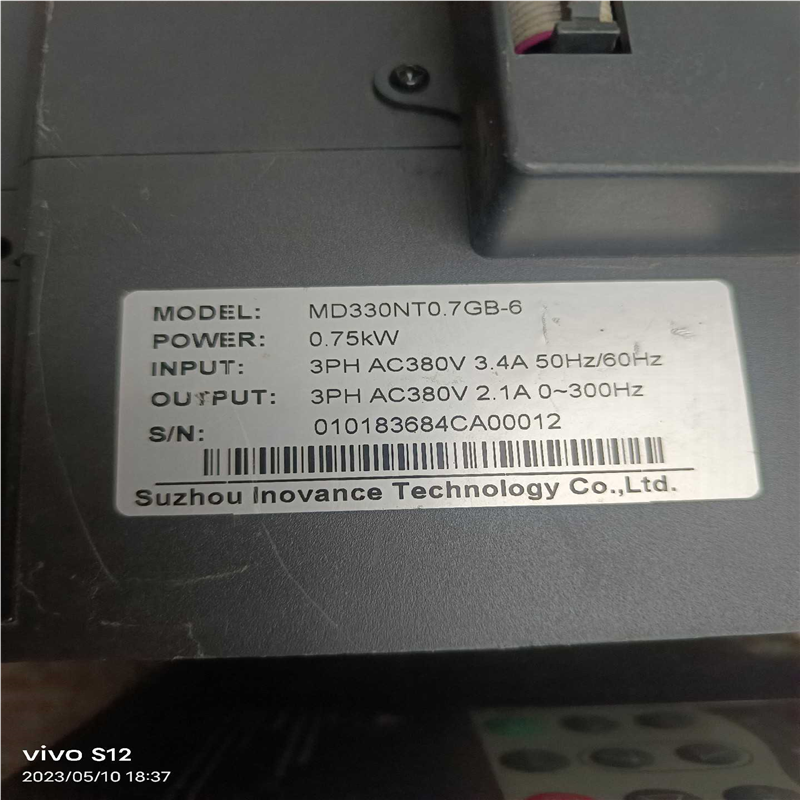 MODEL: MD330NT0.7GB-6
POWER: 0.75kW
INPUT: 3PH AC380V 3.4A 50Hz/60Hz
OUTPUT: 3PH AC380V 2.1A 0~300Hz
S/N: 010183684CA00012
Suzhou Inovance Technology Co.,Ltd.
vivo S12
2023/05/10 18:37